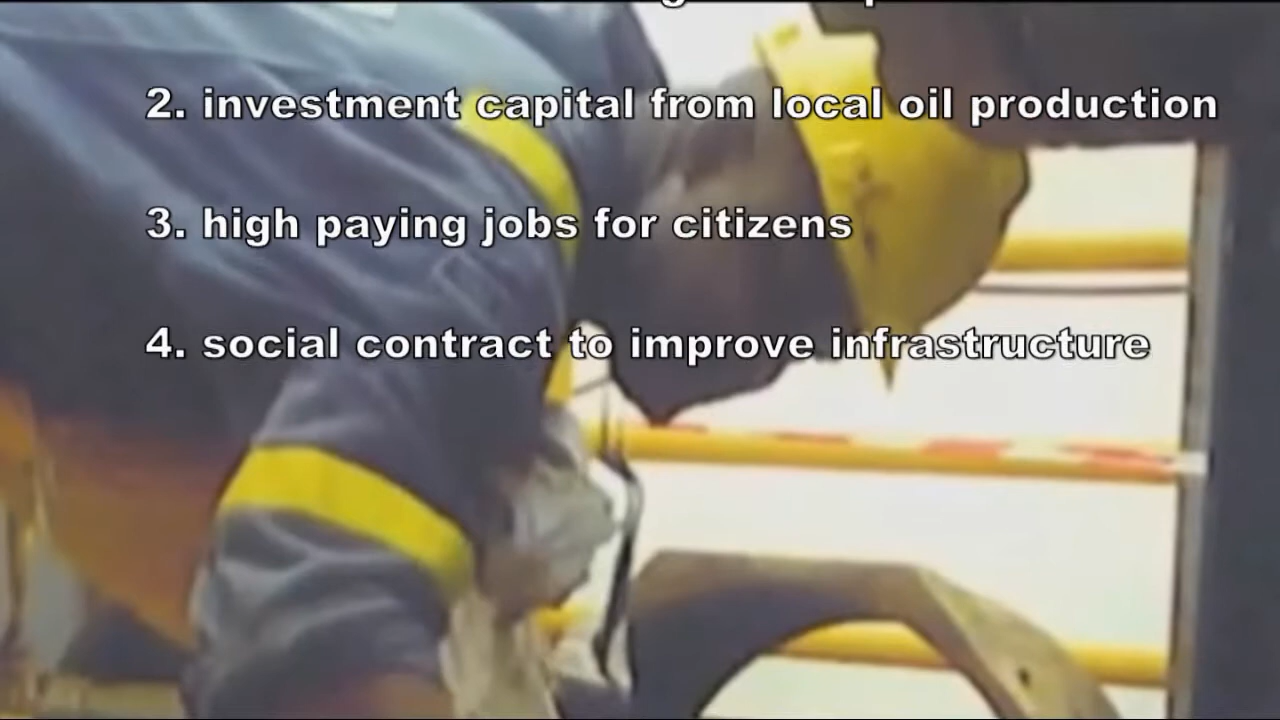 2. investment capital from local oil production
3. high paying jobs for citizens
4. social contract to improve infrastructure